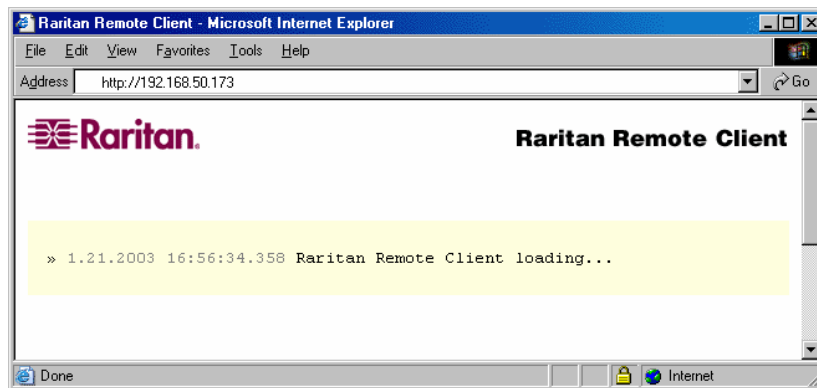 Raritan Remote Client - Microsoft Internet Explorer
File Edit View Favorites Tools Help
Address http://192.168.50.173 Go
Raritan.
Raritan Remote Client
» 1.21.2003 16:56:34.358 Raritan Remote Client loading...
Done Internet